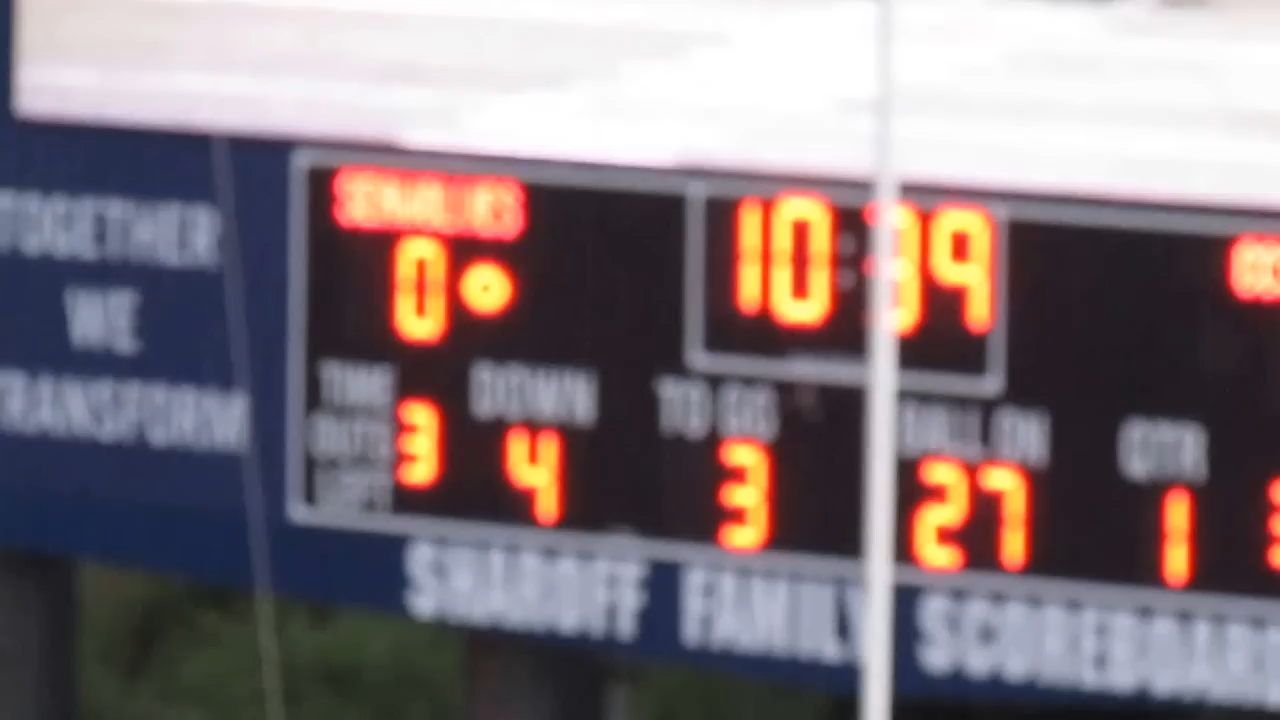 TOGETHER
WE
TRANSFORM
0
10:39
TIME OUTS LEFT 3
DOWN 4
TO GO 3
BALL ON 27
QTR 1
SHAROFF FAMILY SCOREBOARD